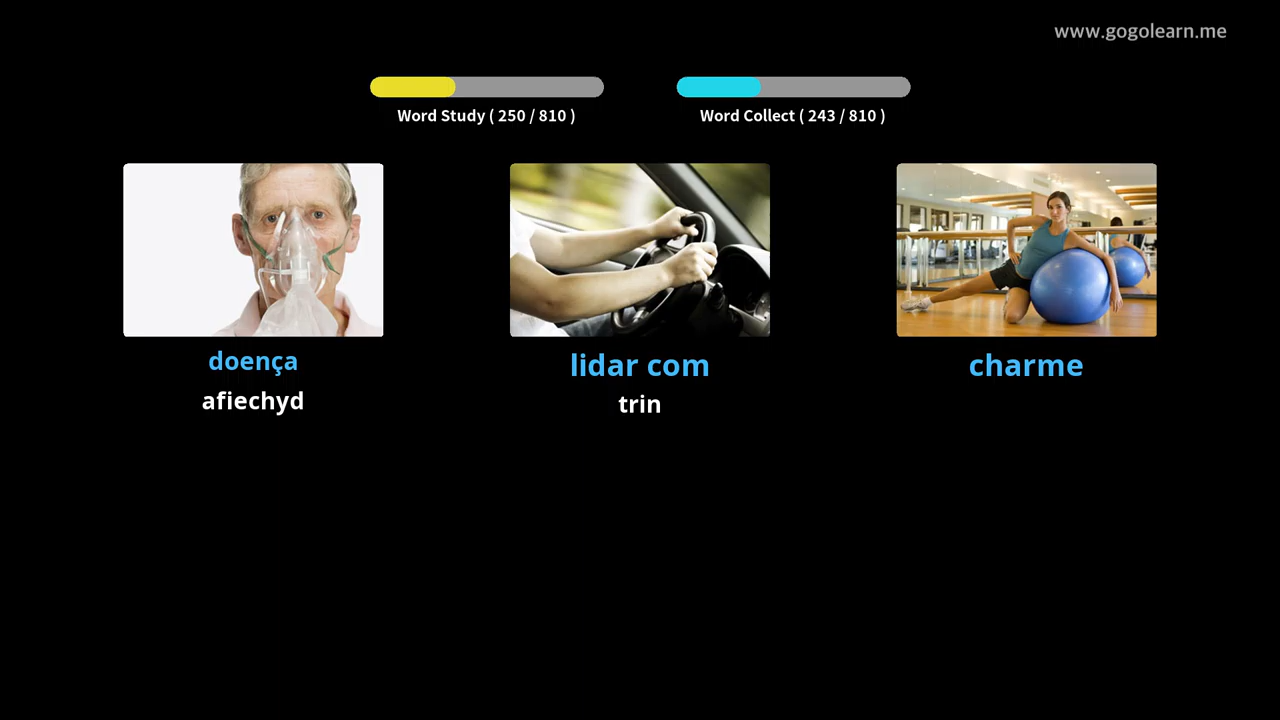 www.gogolearn.me
Word Study ( 250 / 810 )
Word Collect ( 243 / 810 )
doença
afiechyd
lidar com
trin
charme